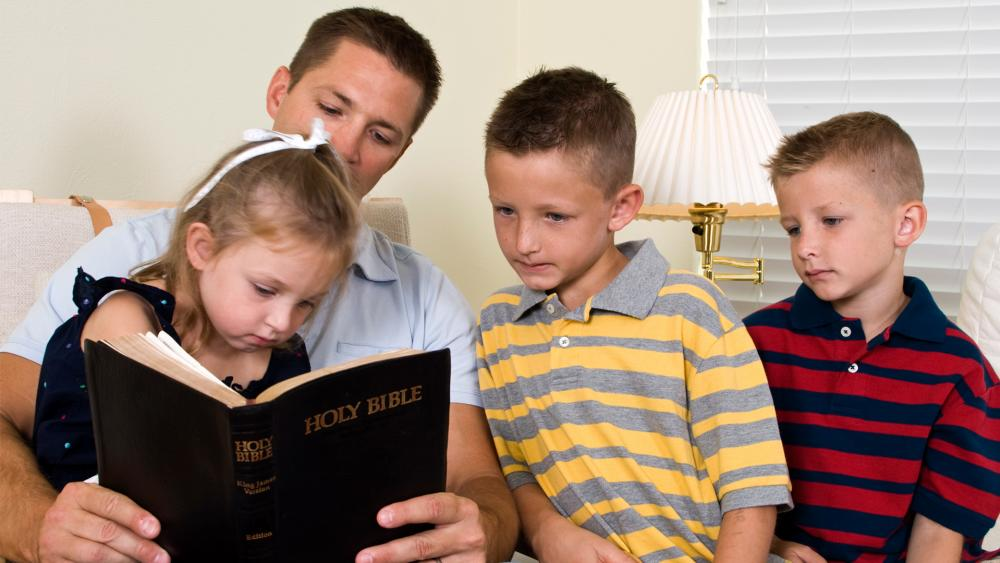 HOLY BIBLE
HOLY
BIBLE
King James
Version
Edition